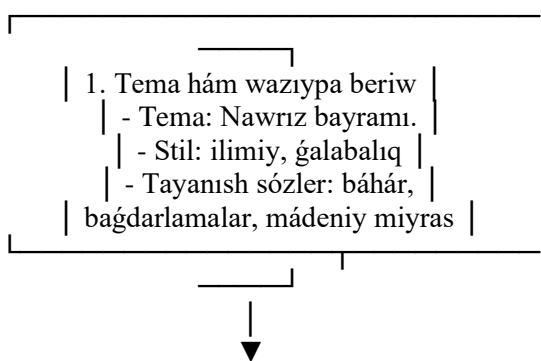 1. Tema hám wazıypa beriw
- Tema: Nawrız bayramı.
- Stil: ilimiy, ǵalabalıq
- Tayanısh sózler: báhár,
baǵdarlamalar, mádeniy miyras